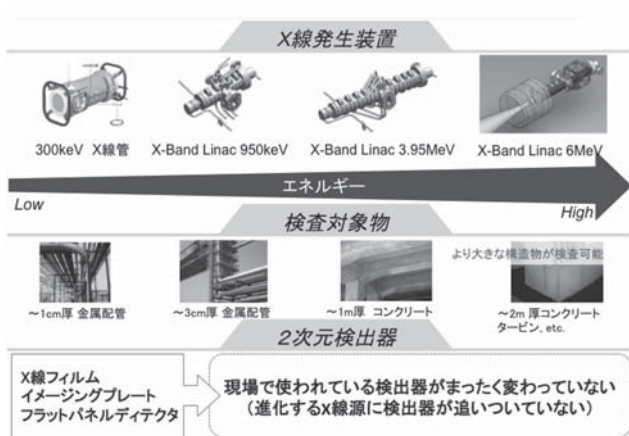 X線発生装置
300keV X線管
X-Band Linac 950keV
X-Band Linac 3.95MeV
X-Band Linac 6MeV
エネルギー
Low
High
検査対象物
より大きな構造物が検査可能
～1cm厚 金属配管
～3cm厚 金属配管
～1m厚 コンクリート
～2m 厚コンクリート
タービン, etc.
2次元検出器
X線フィルム
イメージングプレート
フラットパネルディテクタ
現場で使われている検出器がまったく変わっていない
(進化するX線源に検出器が追いついていない)